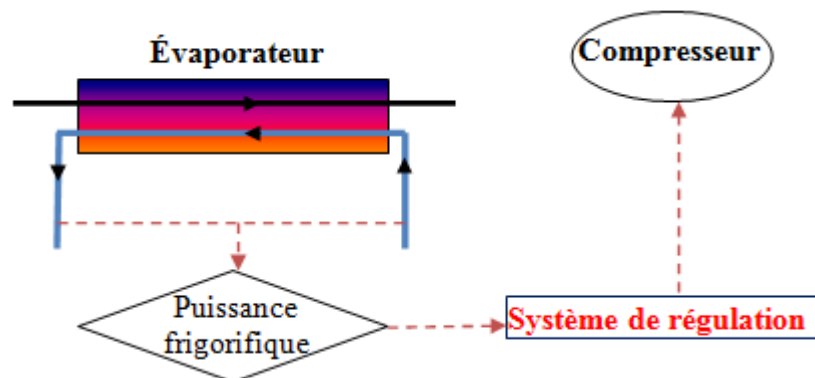 Évaporateur
Compresseur
Puissance
frigorifique
Système de régulation